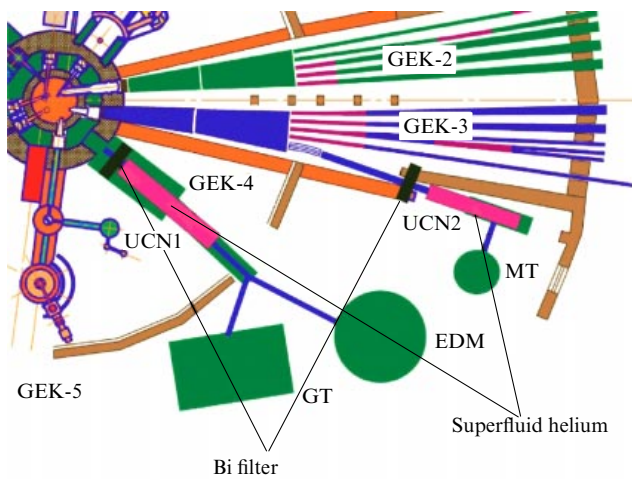 GEK-2
GEK-3
GEK-4
UCN1
UCN2
MT
EDM
GEK-5
GT
Superfluid helium
Bi filter